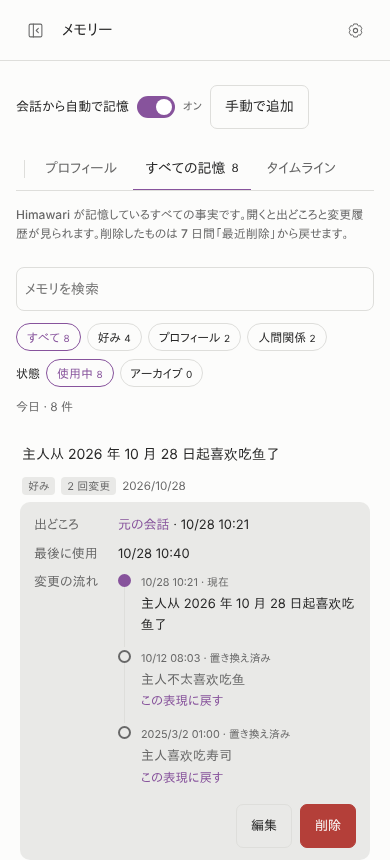 メモリー
会話から自動で記憶 オン 手動で追加
プロフィール すべての記憶 8 タイムライン
Himawari が記憶しているすべての事実です。開くと出どころと変更履
歴が見られます。削除したものは 7 日間「最近削除」から戻せます。
メモリを検索
すべて 8 好み 4 プロフィール 2 人間関係 2
状態 使用中 8 アーカイブ 0
今日 · 8 件
主人从 2026 年 10 月 28 日起喜欢吃鱼了
好み 2 回変更 2026/10/28
出どころ 元の会話 · 10/28 10:21
最後に使用 10/28 10:40
変更の流れ 10/28 10:21 · 現在
主人从 2026 年 10 月 28 日起喜欢吃
鱼了
10/12 08:03 · 置き換え済み
主人不太喜欢吃鱼
この表現に戻す
2025/3/2 01:00 · 置き換え済み
主人喜欢吃寿司
この表現に戻す
編集 削除